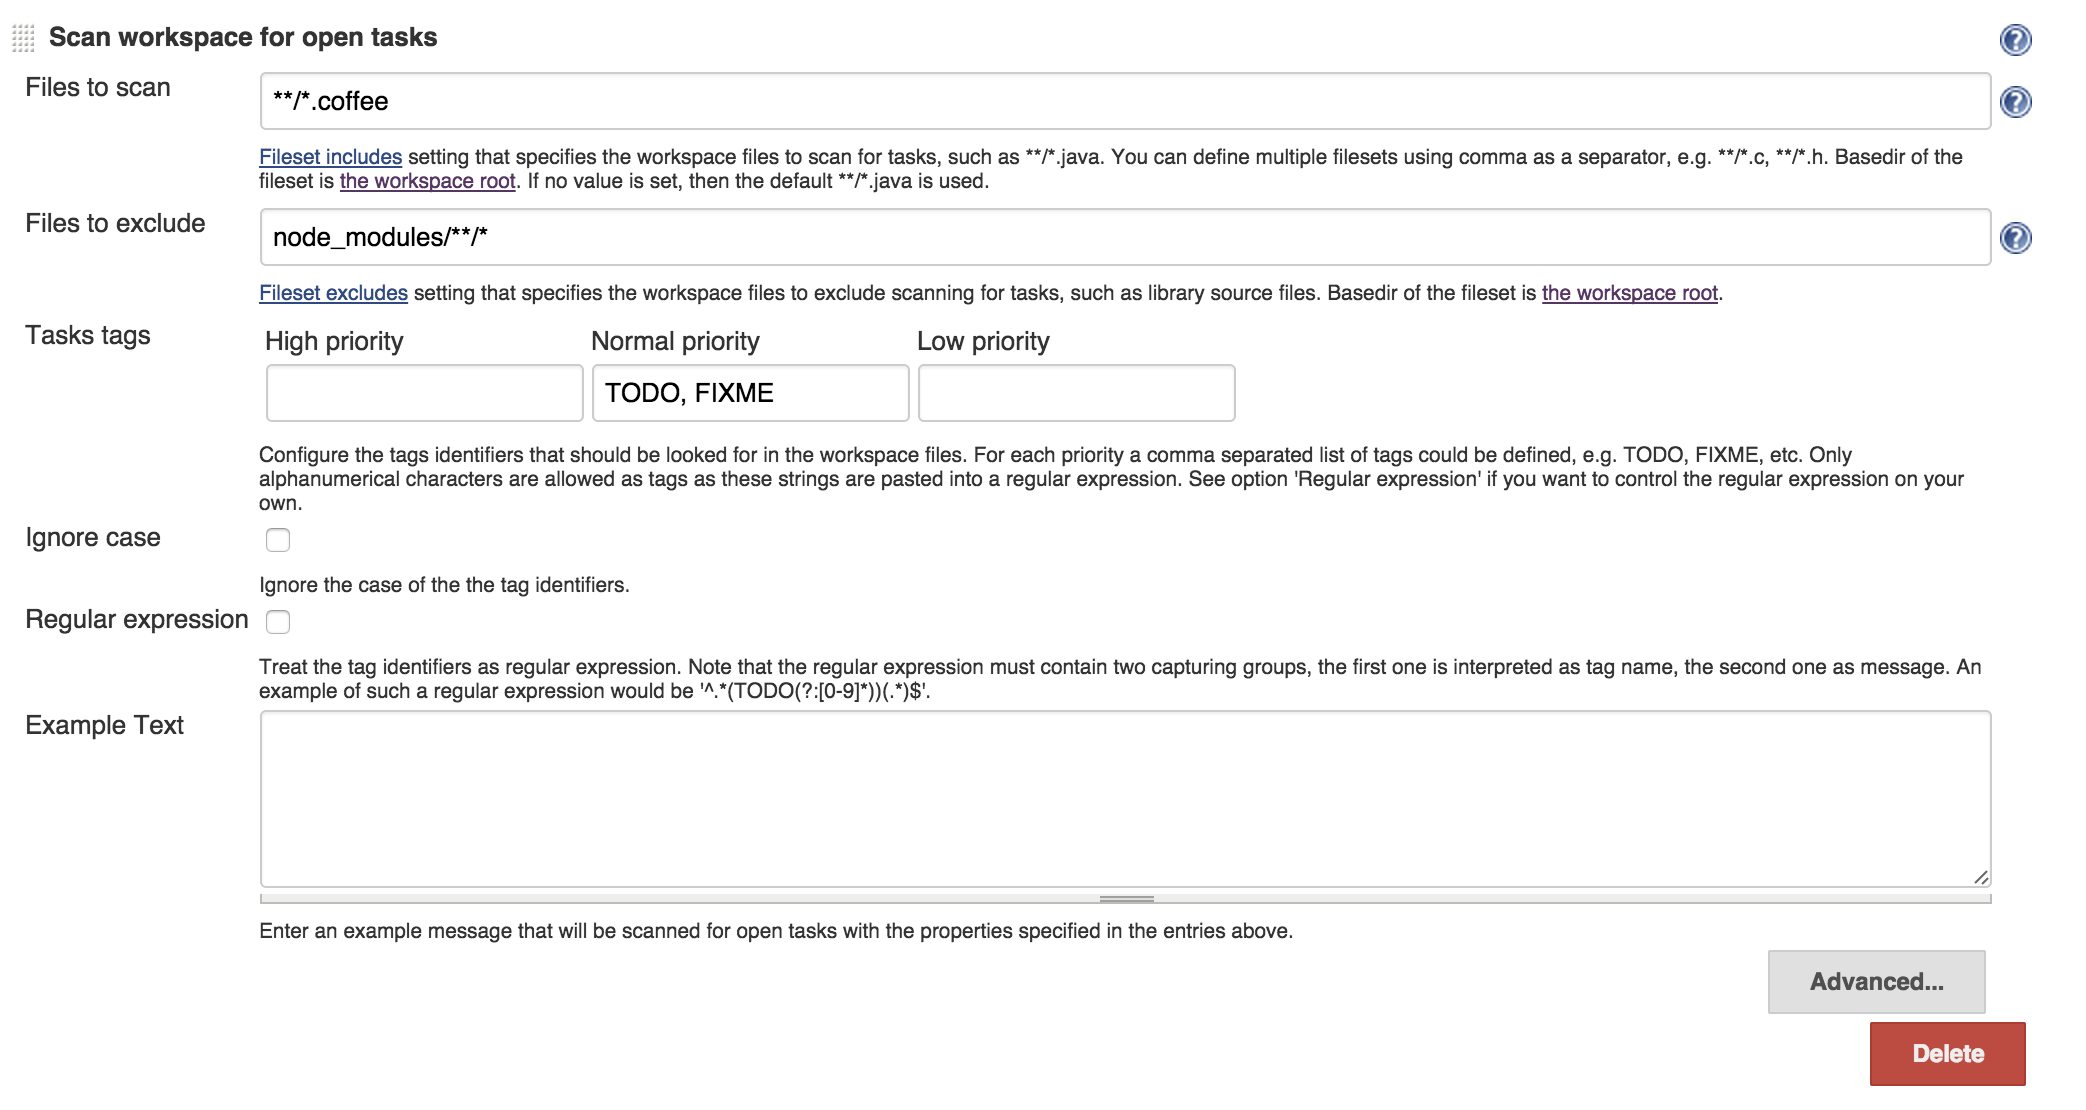 Scan workspace for open tasks
Files to scan
**/*.coffee
Fileset includes setting that specifies the workspace files to scan for tasks, such as **/*.java. You can define multiple filesets using comma as a separator, e.g. **/*.c, **/*.h. Basedir of the
fileset is the workspace root. If no value is set, then the default **/*.java is used.
Files to exclude
node_modules/**/*
Fileset excludes setting that specifies the workspace files to exclude scanning for tasks, such as library source files. Basedir of the fileset is the workspace root.
Tasks tags
High priority Normal priority Low priority
TODO, FIXME
Configure the tags identifiers that should be looked for in the workspace files. For each priority a comma separated list of tags could be defined, e.g. TODO, FIXME, etc. Only
alphanumerical characters are allowed as tags as these strings are pasted into a regular expression. See option 'Regular expression' if you want to control the regular expression on your
own.
Ignore case
Ignore the case of the the tag identifiers.
Regular expression
Treat the tag identifiers as regular expression. Note that the regular expression must contain two capturing groups, the first one is interpreted as tag name, the second one as message. An
example of such a regular expression would be '^.*(TODO(?:[0-9]*))(.*)$'.
Example Text
Enter an example message that will be scanned for open tasks with the properties specified in the entries above.
Advanced...
Delete